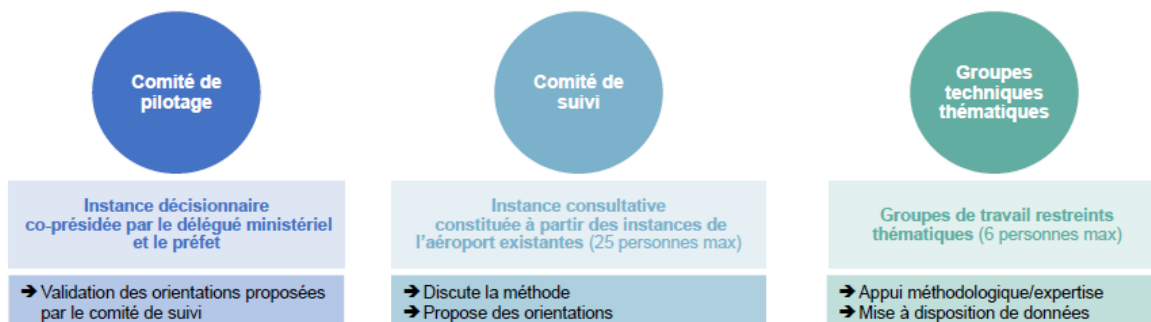 Comité de
pilotage
Instance décisionnaire
co-présidée par le délégué ministériel
et le préfet
➔ Validation des orientations proposées
par le comité de suivi
Comité de
suivi
Instance consultative
constituée à partir des instances de
l'aéroport existantes (25 personnes max)
➔ Discute la méthode
➔ Propose des orientations
Groupes
techniques
thématiques
Groupes de travail restreints
thématiques (6 personnes max)
➔ Appui méthodologique/expertise
➔ Mise à disposition de données